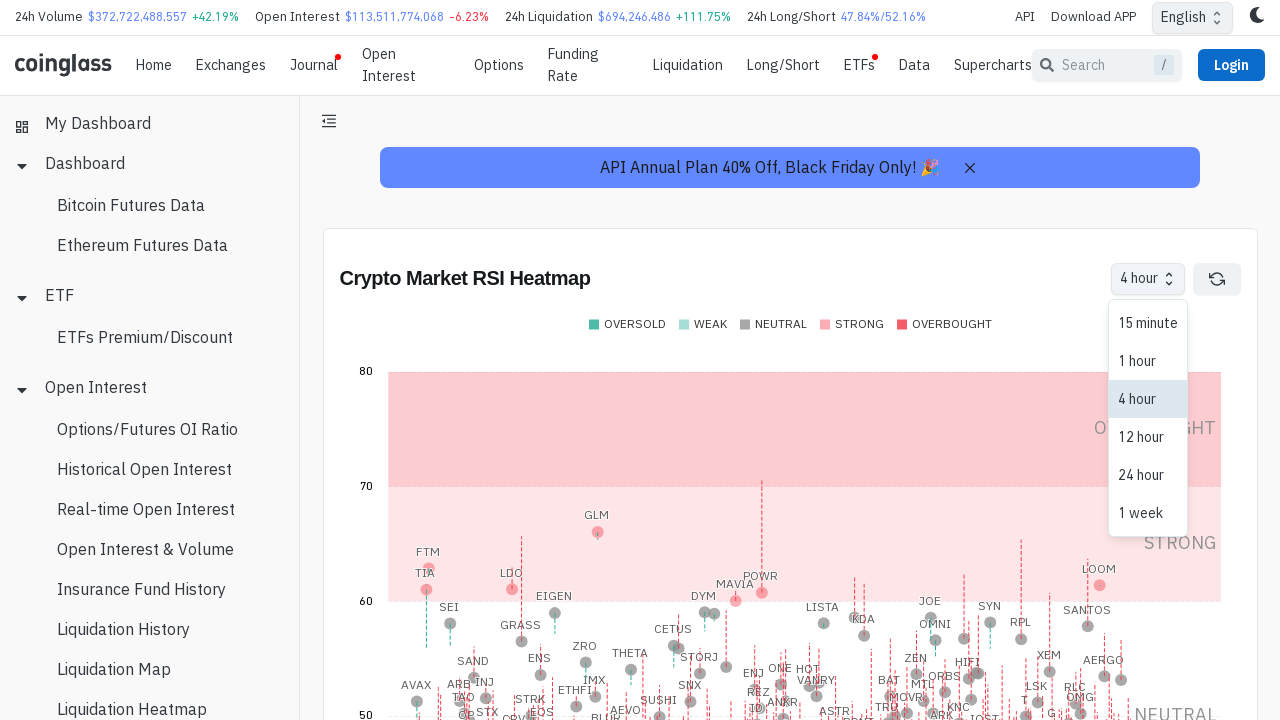 24h Volume $372,722,488,557 +42.19% Open Interest $113,511,774,068 -6.23% 24h Liquidation $694,246,486 +111.75% 24h Long/Short 47.84%/52.16% API Download APP English
coinglass Home Exchanges Journal Open Interest Options Funding Rate Liquidation Long/Short ETFs Data Supercharts Search / Login
My Dashboard
Dashboard
Bitcoin Futures Data
Ethereum Futures Data
ETF
ETFs Premium/Discount
Open Interest
Options/Futures OI Ratio
Historical Open Interest
Real-time Open Interest
Open Interest & Volume
Insurance Fund History
Liquidation History
Liquidation Map
Liquidation Heatmap
API Annual Plan 40% Off, Black Friday Only! 🎉
Crypto Market RSI Heatmap
4 hour
15 minute
1 hour
4 hour
12 hour
24 hour
1 week
OVERSOLD WEAK NEUTRAL STRONG OVERBOUGHT
80
70
STRONG
GLM
FTM
TIA LDO MAVIA POWR LOOM
60
SEI EIGEN DYM LISTA JOE SYN SANTOS
GRASS CETUS KDA OMNI RPL
SAND ENS ZRO THETA STORJ ZEN HIFI XEM AERGO
AVAX ARB INJ ETHFI IMX SNX ENJ ONE HOT VANRY BAT MTL ORBS LSK RLC
TAO STRK SUSHI REZ ANKR OMG
STX EOS AEVO ASTR KNC T
50
NEUTRAL